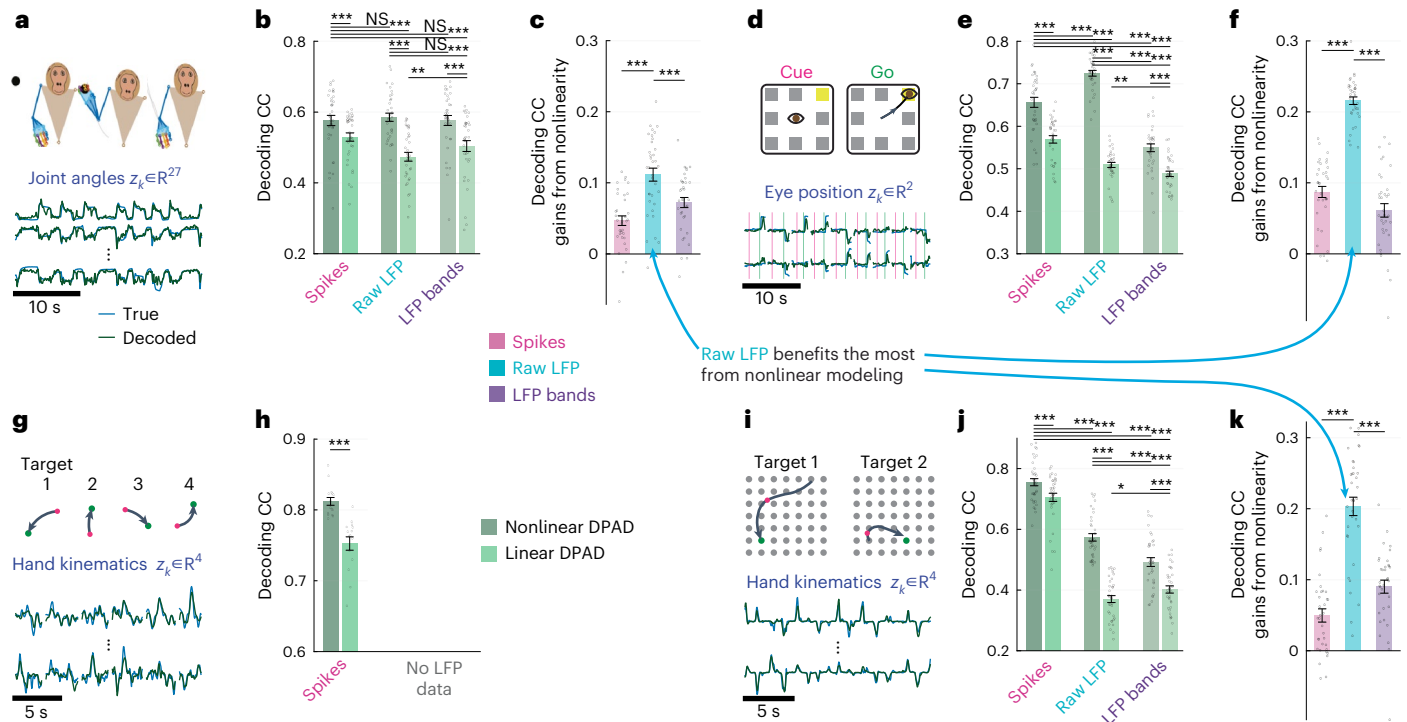 a
Joint angles z_k∈R^27
10 s
True
Decoded
b
Decoding CC
0.8
0.6
0.4
0.2
***
NS
***
NS
***
***
NS
***
**
***
Spikes
Raw LFP
LFP bands
c
Decoding CC
gains from nonlinearity
0.3
0.2
0.1
0
***
***
d
Cue
Go
Eye position z_k∈R^2
10 s
e
Decoding CC
0.8
0.7
0.6
0.5
0.4
0.3
***
***
***
***
***
***
***
***
**
***
Spikes
Raw LFP
LFP bands
f
Decoding CC
gains from nonlinearity
0.3
0.2
0.1
0
***
***
Spikes
Raw LFP
LFP bands
Raw LFP benefits the most
from nonlinear modeling
g
Target
1 2 3 4
Hand kinematics z_k∈R^4
5 s
h
Decoding CC
0.9
0.8
0.7
0.6
***
Spikes
No LFP
data
Nonlinear DPAD
Linear DPAD
i
Target 1
Target 2
Hand kinematics z_k∈R^4
5 s
j
Decoding CC
0.8
0.6
0.4
0.2
***
***
***
***
***
***
***
***
*
***
Spikes
Raw LFP
LFP bands
k
Decoding CC
gains from nonlinearity
0.3
0.2
0.1
0
***
***